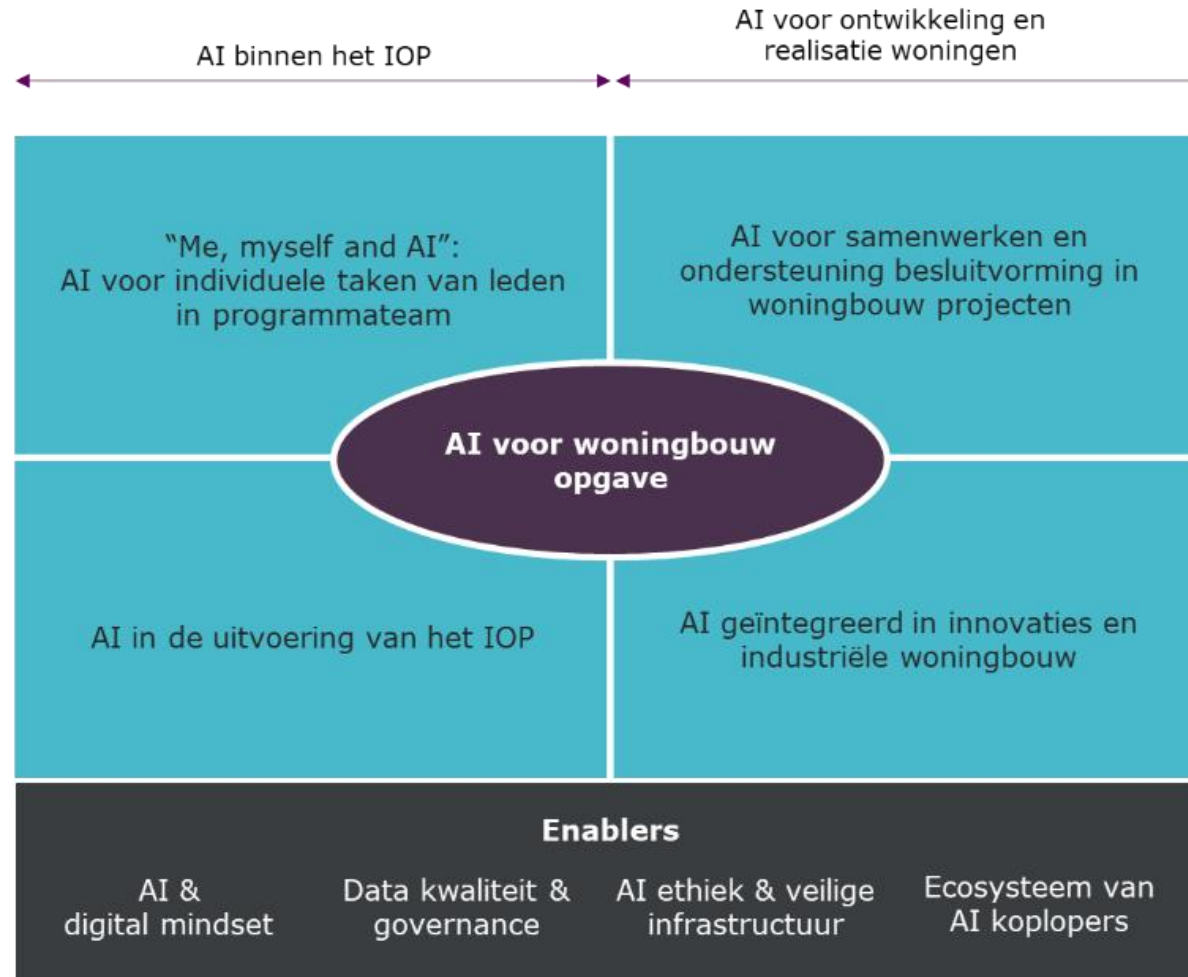 AI binnen het IOP
AI voor ontwikkeling en
realisatie woningen
“Me, myself and AI”:
AI voor individuele taken van leden
in programmateam
AI voor samenwerken en
ondersteuning besluitvorming in
woningbouw projecten
AI voor woningbouw
opgave
AI in de uitvoering van het IOP
AI geïntegreerd in innovaties en
industriële woningbouw
Enablers
AI &
digital mindset
Data kwaliteit &
governance
AI ethiek & veilige
infrastructuur
Ecosysteem van
AI koplopers